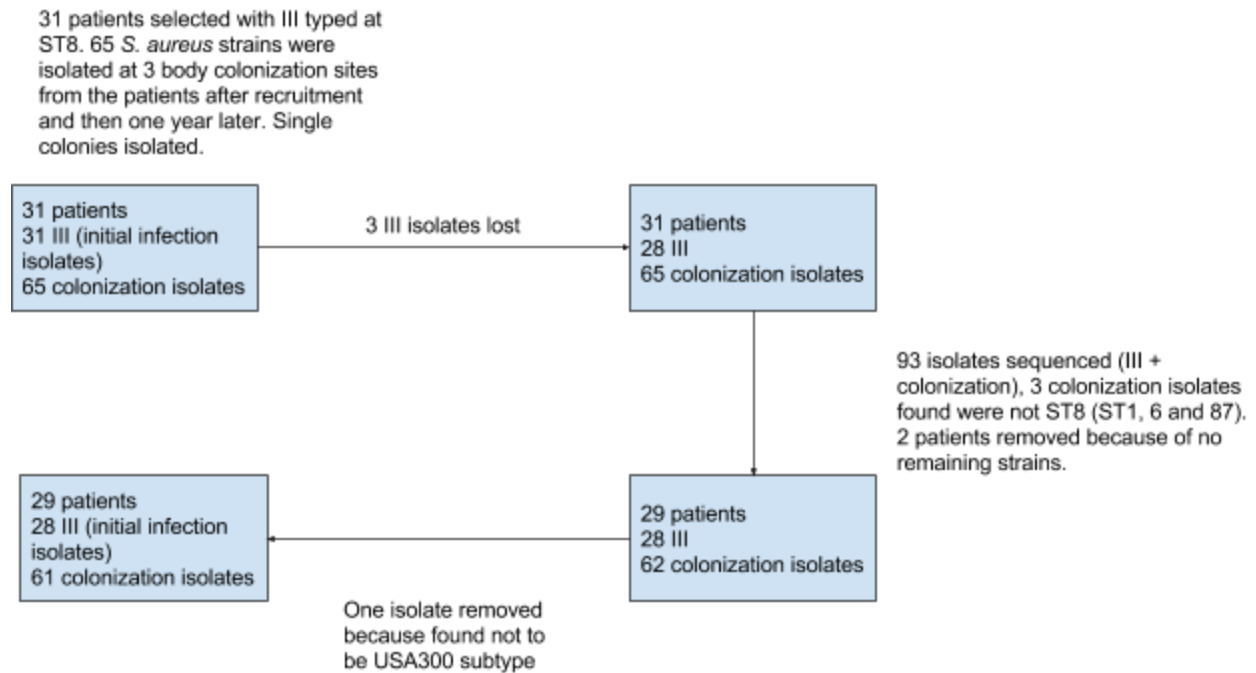 31 patients selected with III typed at
ST8. 65 S. aureus strains were
isolated at 3 body colonization sites
from the patients after recruitment
and then one year later. Single
colonies isolated.
31 patients
31 III (initial infection
isolates)
65 colonization isolates
3 III isolates lost
31 patients
28 III
65 colonization isolates
93 isolates sequenced (III +
colonization), 3 colonization isolates
found were not ST8 (ST1, 6 and 87).
2 patients removed because of no
remaining strains.
29 patients
28 III
62 colonization isolates
One isolate removed
because found not to
be USA300 subtype
29 patients
28 III (initial infection
isolates)
61 colonization isolates